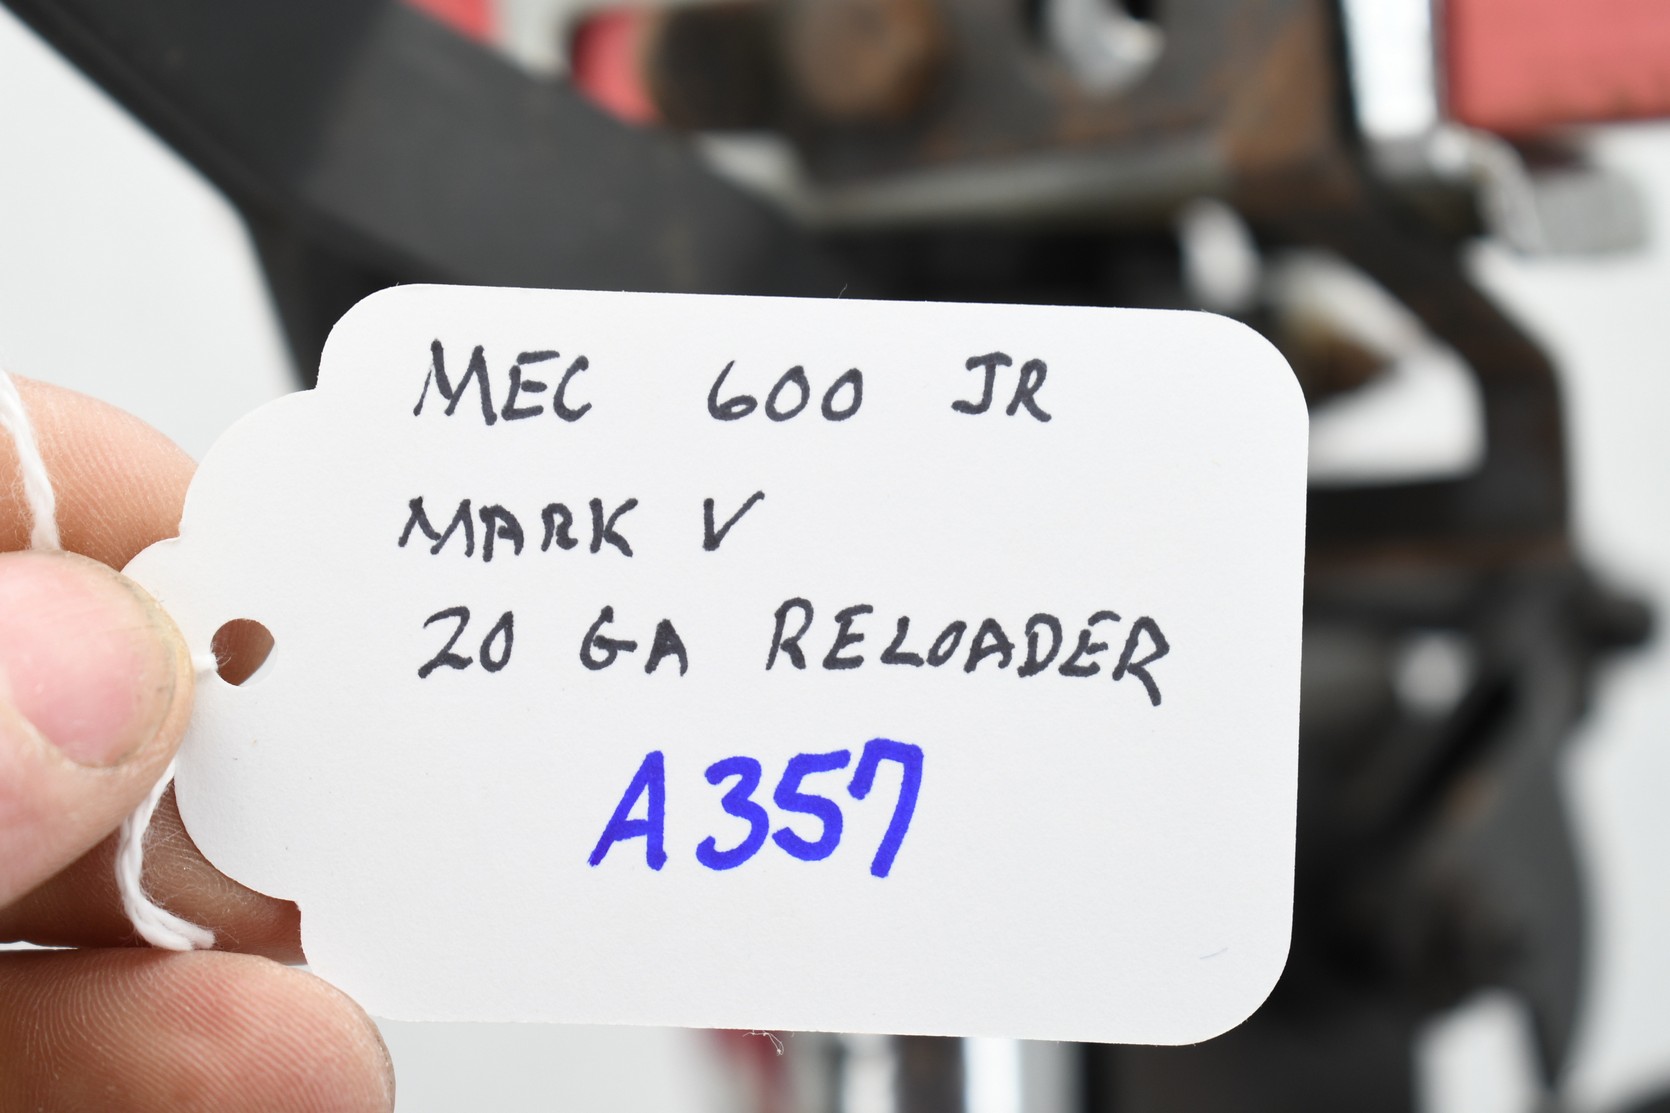 MEC 600 JR
MARK V
20 GA RELOADER
A357